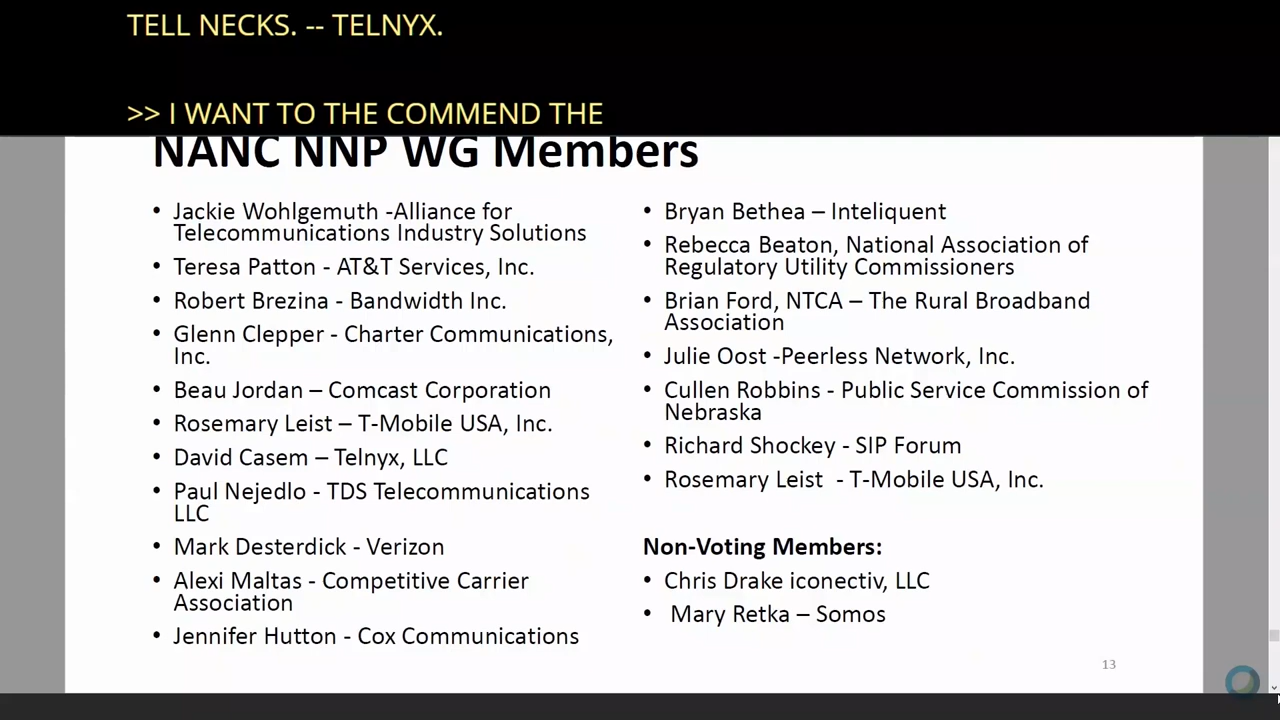 TELL NECKS. -- TELNYX.
>> I WANT TO THE COMMEND THE
NANC NNP WG Members
• Jackie Wohlgemuth -Alliance for
Telecommunications Industry Solutions
• Teresa Patton - AT&T Services, Inc.
• Robert Brezina - Bandwidth Inc.
• Glenn Clepper - Charter Communications,
Inc.
• Beau Jordan – Comcast Corporation
• Rosemary Leist – T-Mobile USA, Inc.
• David Casem – Telnyx, LLC
• Paul Nejedlo - TDS Telecommunications
LLC
• Mark Desterdick - Verizon
• Alexi Maltas - Competitive Carrier
Association
• Jennifer Hutton - Cox Communications
• Bryan Bethea – Inteliquent
• Rebecca Beaton, National Association of
Regulatory Utility Commissioners
• Brian Ford, NTCA – The Rural Broadband
Association
• Julie Oost -Peerless Network, Inc.
• Cullen Robbins - Public Service Commission of
Nebraska
• Richard Shockey - SIP Forum
• Rosemary Leist  - T-Mobile USA, Inc.
Non-Voting Members:
• Chris Drake iconectiv, LLC
• Mary Retka – Somos
13